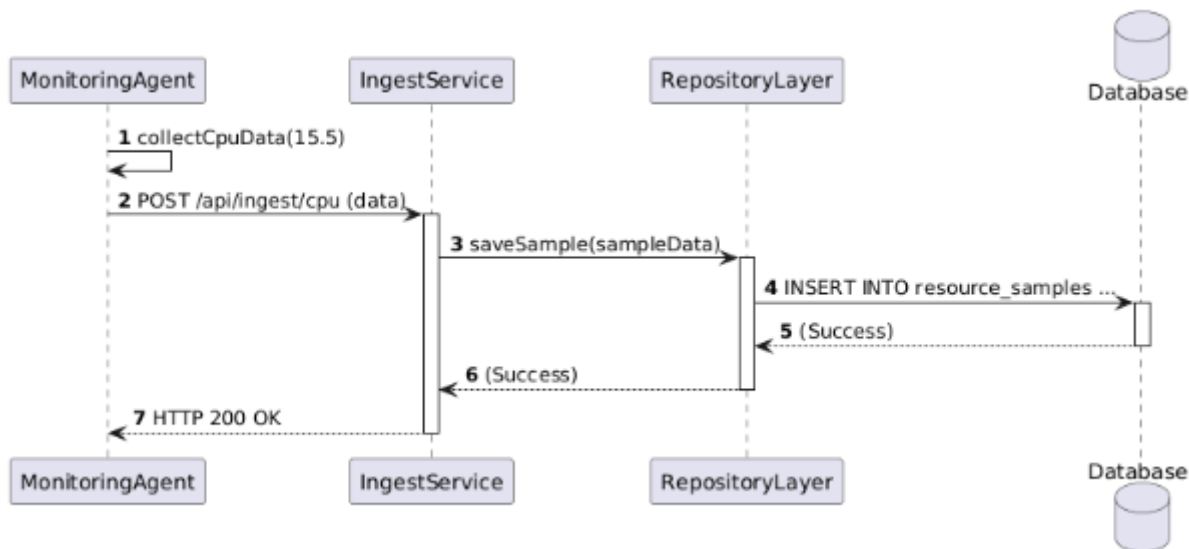 Database
MonitoringAgent IngestService RepositoryLayer
1 collectCpuData(15.5)
2 POST /api/ingest/cpu (data)
3 saveSample(sampleData)
4 INSERT INTO resource_samples ...
5 (Success)
6 (Success)
7 HTTP 200 OK
MonitoringAgent IngestService RepositoryLayer Database